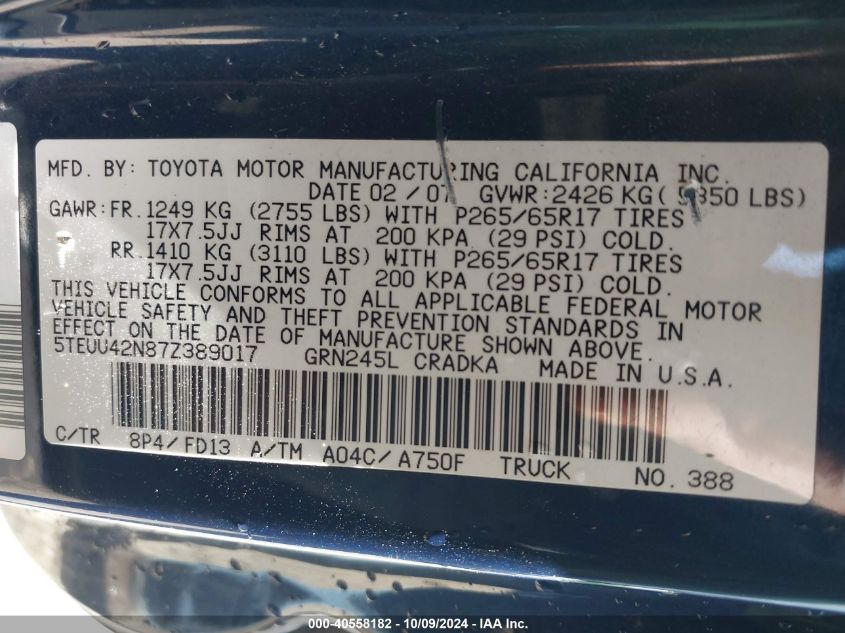 MFD. BY: TOYOTA MOTOR MANUFACTURING CALIFORNIA INC.
DATE 02 / 07 GVWR: 2426 KG ( 5350 LBS)
GAWR: FR. 1249 KG (2755 LBS) WITH P265/65R17 TIRES
17X7.5JJ RIMS AT 200 KPA (29 PSI) COLD.
RR. 1410 KG (3110 LBS) WITH P265/65R17 TIRES
17X7.5JJ RIMS AT 200 KPA (29 PSI) COLD.
THIS VEHICLE CONFORMS TO ALL APPLICABLE FEDERAL MOTOR
VEHICLE SAFETY AND THEFT PREVENTION STANDARDS IN
EFFECT ON THE DATE OF MANUFACTURE SHOWN ABOVE.
5TEUU42N87Z389017 GRN245L CRADKA MADE IN U.S.A.
C/TR 8P4/FD13 A/TM A04C/A750F TRUCK NO. 388
000-40558182 - 10/09/2024 - IAA Inc.